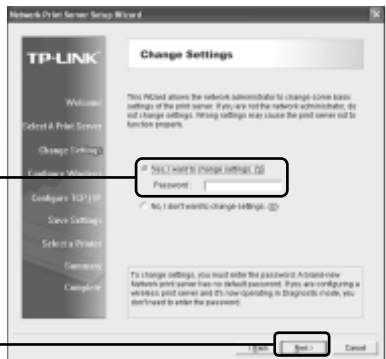 Network Print Server Setup Wizard
TP-LINK
Change Settings
Welcome
Select A Print Server
Change Settings
Configure Wireless
Configure TCP/IP
Save Settings
Select a Printer
Summary
Complete
This Wizard allows the network administrator to change some basic
settings of the print server. If you are not the network administrator, do
not change settings. Wrong settings may cause the print server not to
function properly.
Yes, I want to change settings. (Y)
Password :
No, I don't want to change settings. (O)
To change settings, you must enter the password. A brand-new
Network print server has no default password. If you are configuring a
wireless print server and it's now operating in Diagnostic mode, you
don't need to enter the password.
< Back
Next >
Cancel